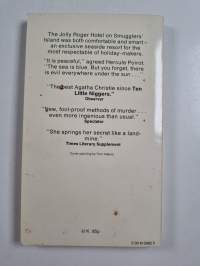 The Jolly Roger Hotel on Smugglers'
Island was both comfortable and smart—
an exclusive seaside resort for the most
respectable of holiday-makers.
"It is peaceful," agreed Hercule Poirot.
"The sea is blue. But you forget, there
is evil everywhere under the sun . . ."
"The best Agatha Christie since Ten
Little Niggers."
Observer
"New, fool-proof methods of murder . . .
even more ingenious than usual."
Spectator
"She springs her secret like a land-
mine."
Times Literary Supplement
U.K. 95p